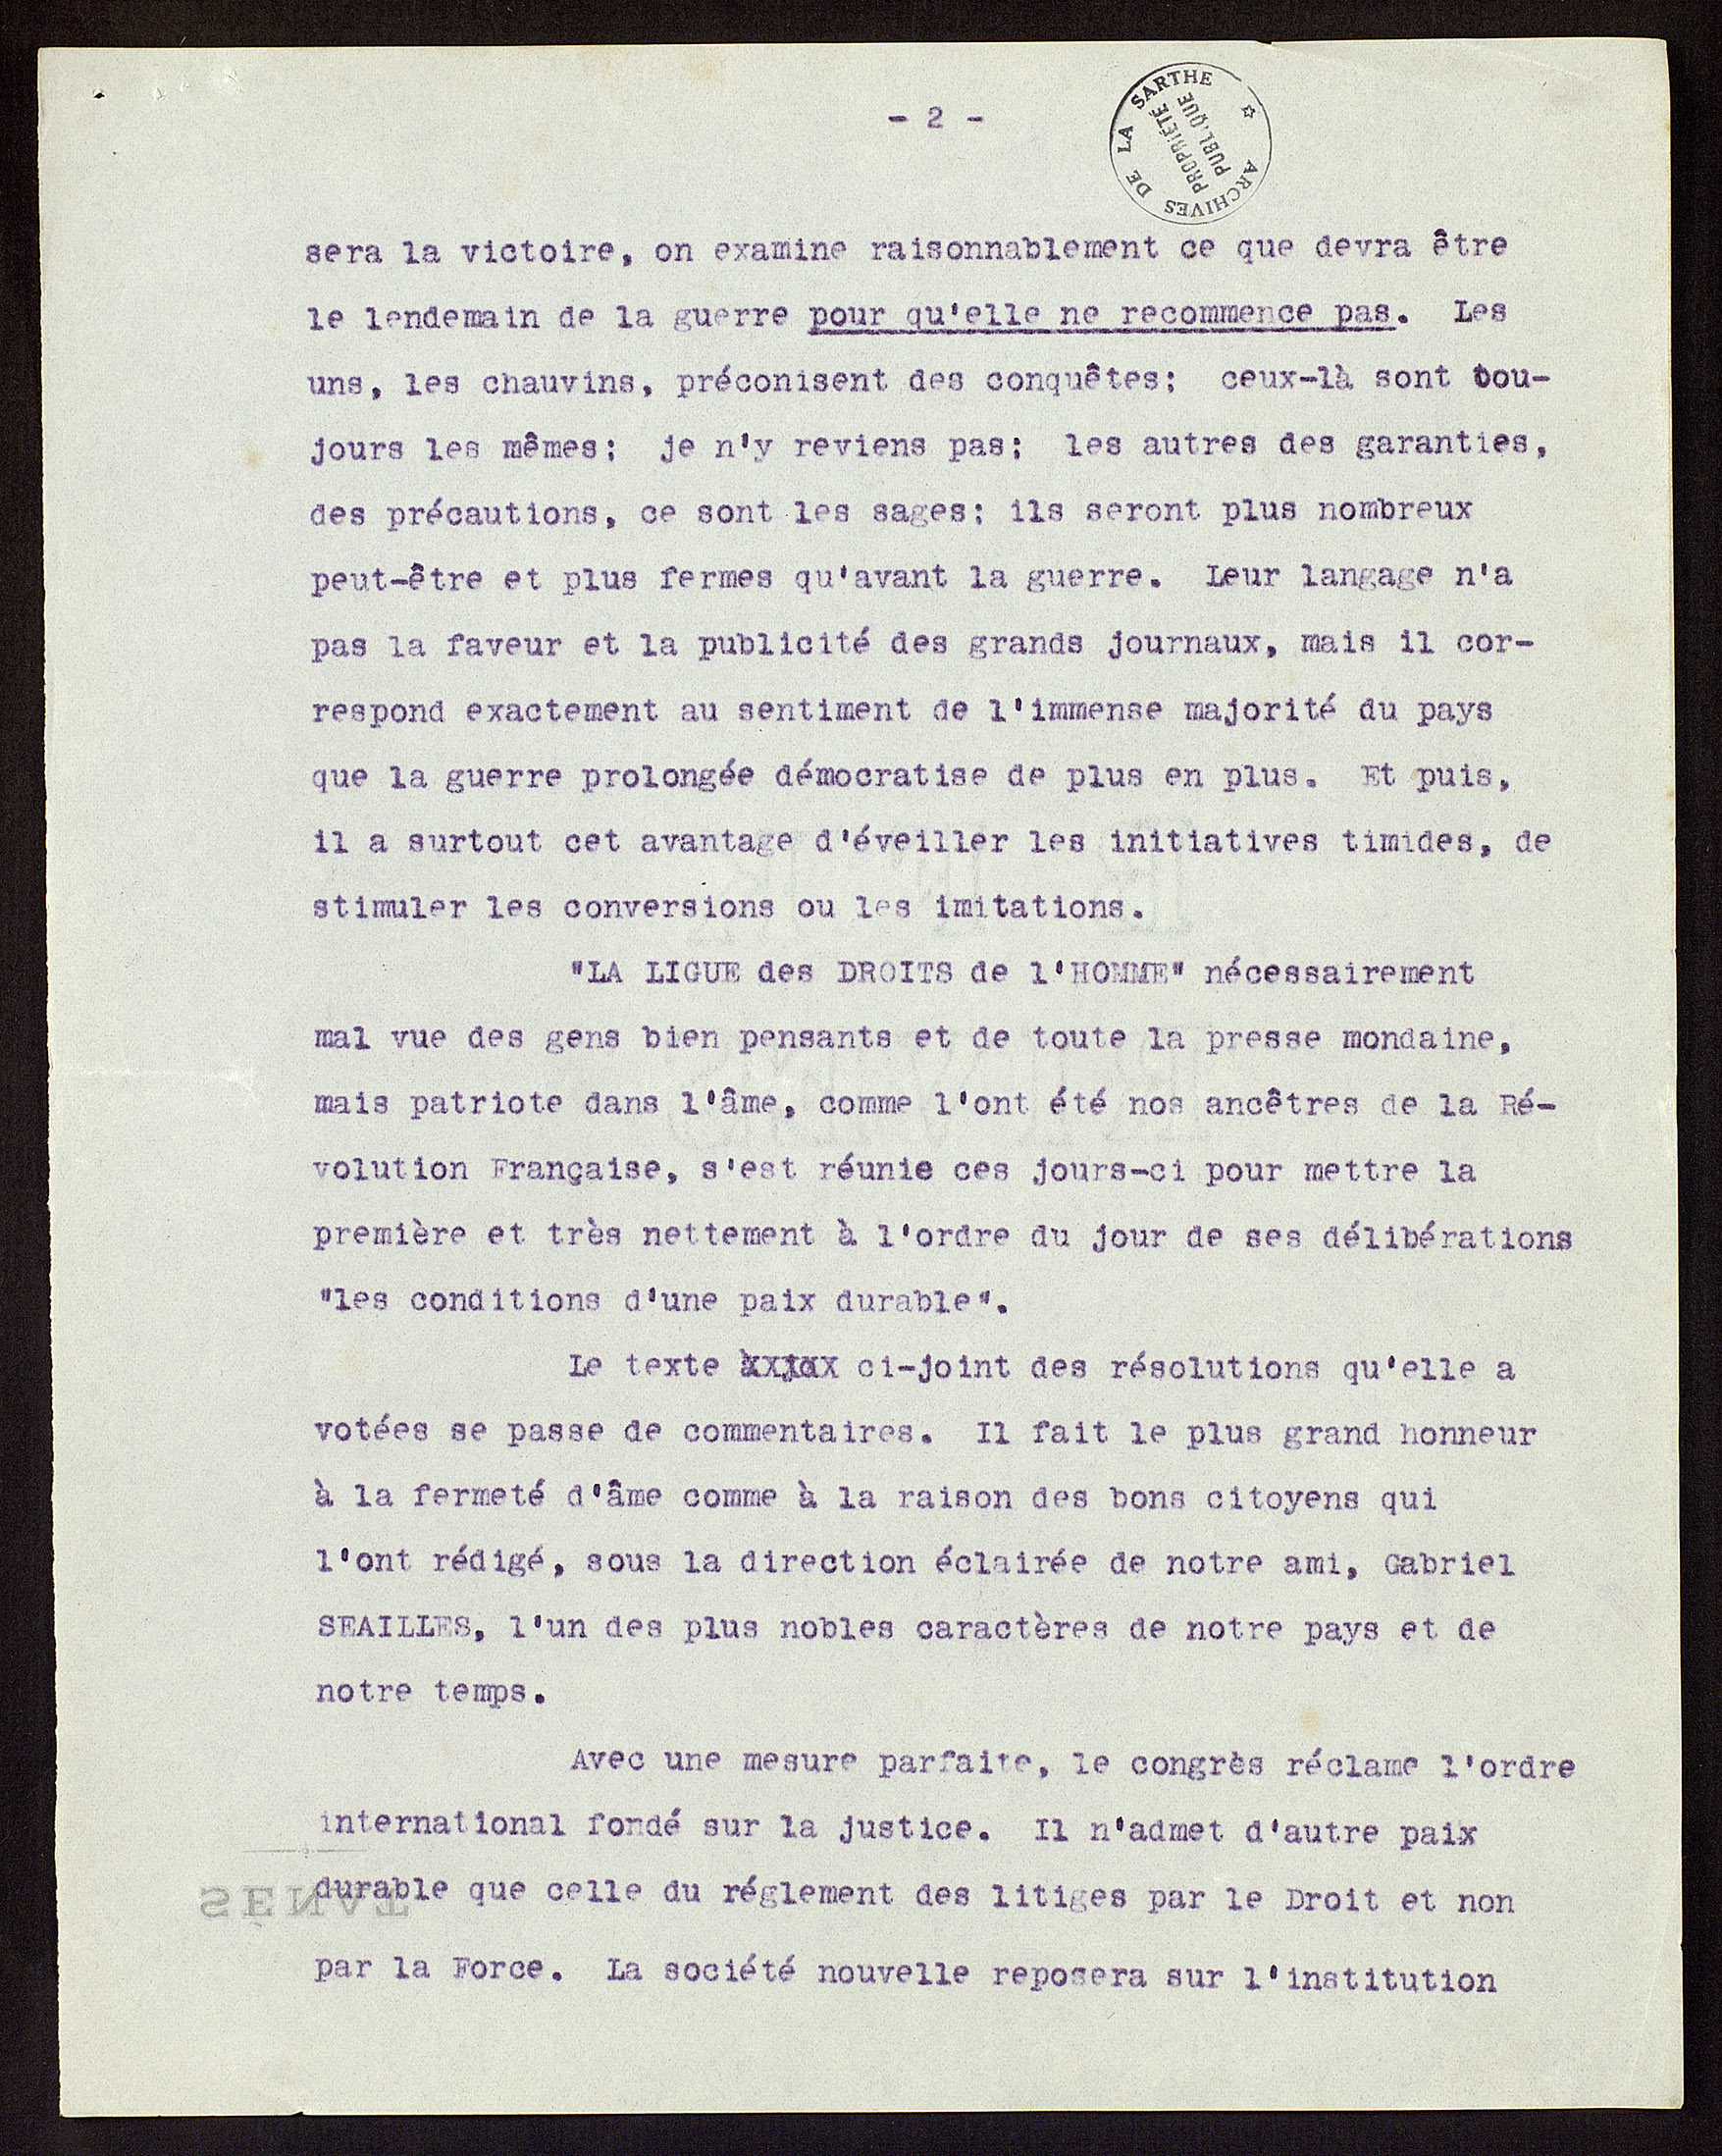 - 2 -
ARCHIVES DE LA SARTHE
PROPRIÉTÉ
PUBLIQUE
sera la victoire, on examine raisonnablement ce que devra être
le lendemain de la guerre pour qu'elle ne recommence pas. Les
uns, les chauvins, préconisent des conquêtes; ceux-là sont tou-
jours les mêmes; je n'y reviens pas; les autres des garanties,
des précautions, ce sont les sages; ils seront plus nombreux
peut-être et plus fermes qu'avant la guerre. Leur langage n'a
pas la faveur et la publicité des grands journaux, mais il cor-
respond exactement au sentiment de l'immense majorité du pays
que la guerre prolongée démocratise de plus en plus. Et puis,
il a surtout cet avantage d'éveiller les initiatives timides, de
stimuler les conversions ou les imitations.
"LA LIGUE des DROITS de l'HOMME" nécessairement
mal vue des gens bien pensants et de toute la presse mondaine,
mais patriote dans l'âme, comme l'ont été nos ancêtres de la Ré-
volution Française, s'est réunie ces jours-ci pour mettre la
première et très nettement à l'ordre du jour de ses délibérations
"les conditions d'une paix durable".
Le texte ci-joint des résolutions qu'elle a
votées se passe de commentaires. Il fait le plus grand honneur
à la fermeté d'âme comme à la raison des bons citoyens qui
l'ont rédigé, sous la direction éclairée de notre ami, Gabriel
SEAILLES, l'un des plus nobles caractères de notre pays et de
notre temps.
Avec une mesure parfaite, le congrès réclame l'ordre
international fondé sur la justice. Il n'admet d'autre paix
durable que celle du réglement des litiges par le Droit et non
par la Force. La société nouvelle reposera sur l'institution
SÉNAT